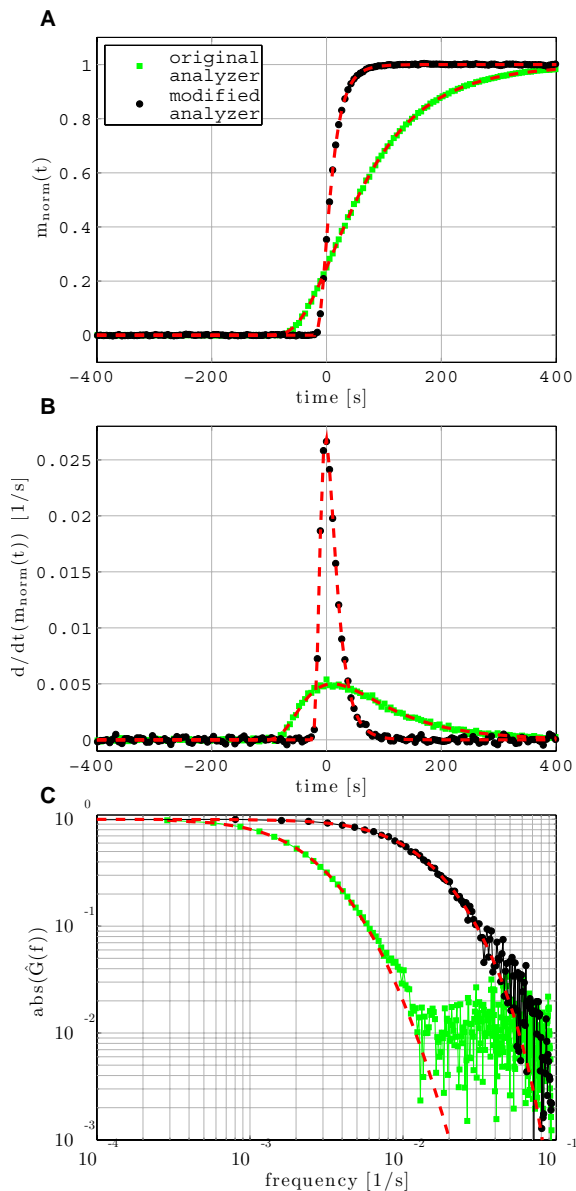 A
1
0.8
0.6
0.4
0.2
0
m_norm(t)
original analyzer
modified analyzer
−400 −200 0 200 400
time [s]
B
0.025
0.02
0.015
0.01
0.005
0
d/dt(m_norm(t)) [1/s]
−400 −200 0 200 400
time [s]
C
10^0
10^-1
10^-2
10^-3
abs(Ĝ(f))
10^-4 10^-3 10^-2 10^-1
frequency [1/s]